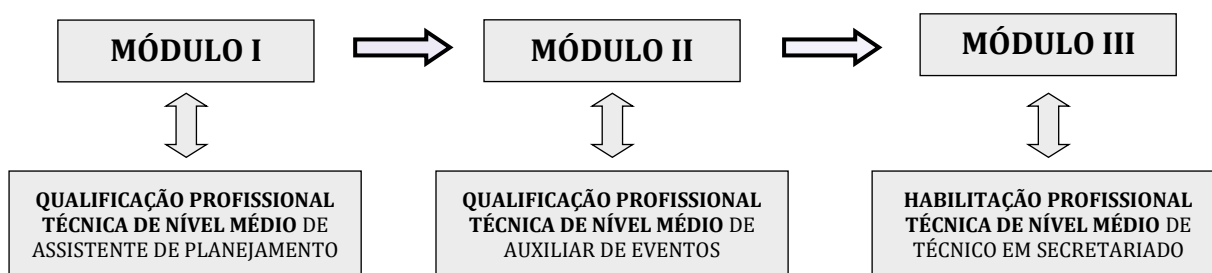 MÓDULO I
MÓDULO II
MÓDULO III
QUALIFICAÇÃO PROFISSIONAL
TÉCNICA DE NÍVEL MÉDIO DE
ASSISTENTE DE PLANEJAMENTO
QUALIFICAÇÃO PROFISSIONAL
TÉCNICA DE NÍVEL MÉDIO DE
AUXILIAR DE EVENTOS
HABILITAÇÃO PROFISSIONAL
TÉCNICA DE NÍVEL MÉDIO DE
TÉCNICO EM SECRETARIADO